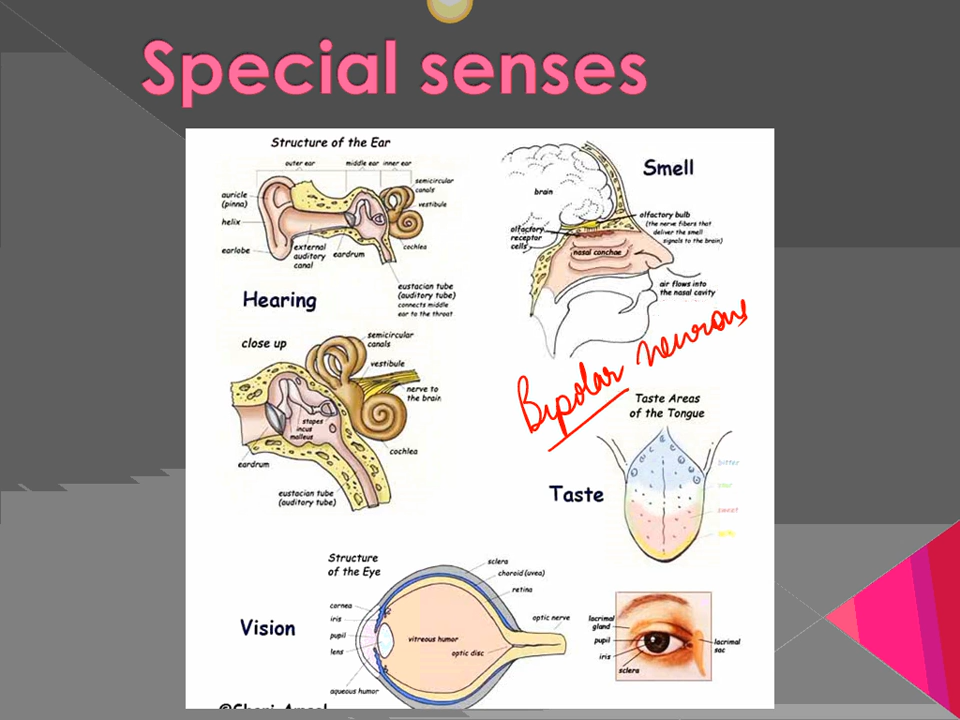 Special senses
Structure of the Ear
outer ear middle ear inner ear
auricle
(pinna)
helix
earlobe
external
auditory
canal
eardrum
semicircular
canals
vestibule
cochlea
eustacian tube
(auditory tube)
connects middle
ear to the throat
Hearing
Smell
brain
olfactory
receptor
cells
olfactory bulb
(the nerve fibers that
deliver the smell
signals to the brain)
nasal conchae
air flows into
the nasal cavity
Bipolar neurons
close up
semicircular
canals
vestibule
nerve to
the brain
stapes
incus
malleus
cochlea
eardrum
eustacian tube
(auditory tube)
Taste Areas
of the Tongue
bitter
sour
sweet
salty
Taste
Structure
of the Eye
sclera
choroid (uvea)
retina
cornea
iris
pupil
lens
vitreous humor
optic nerve
optic disc
aqueous humor
Vision
lacrimal
gland
pupil
iris
sclera
lacrimal
sac